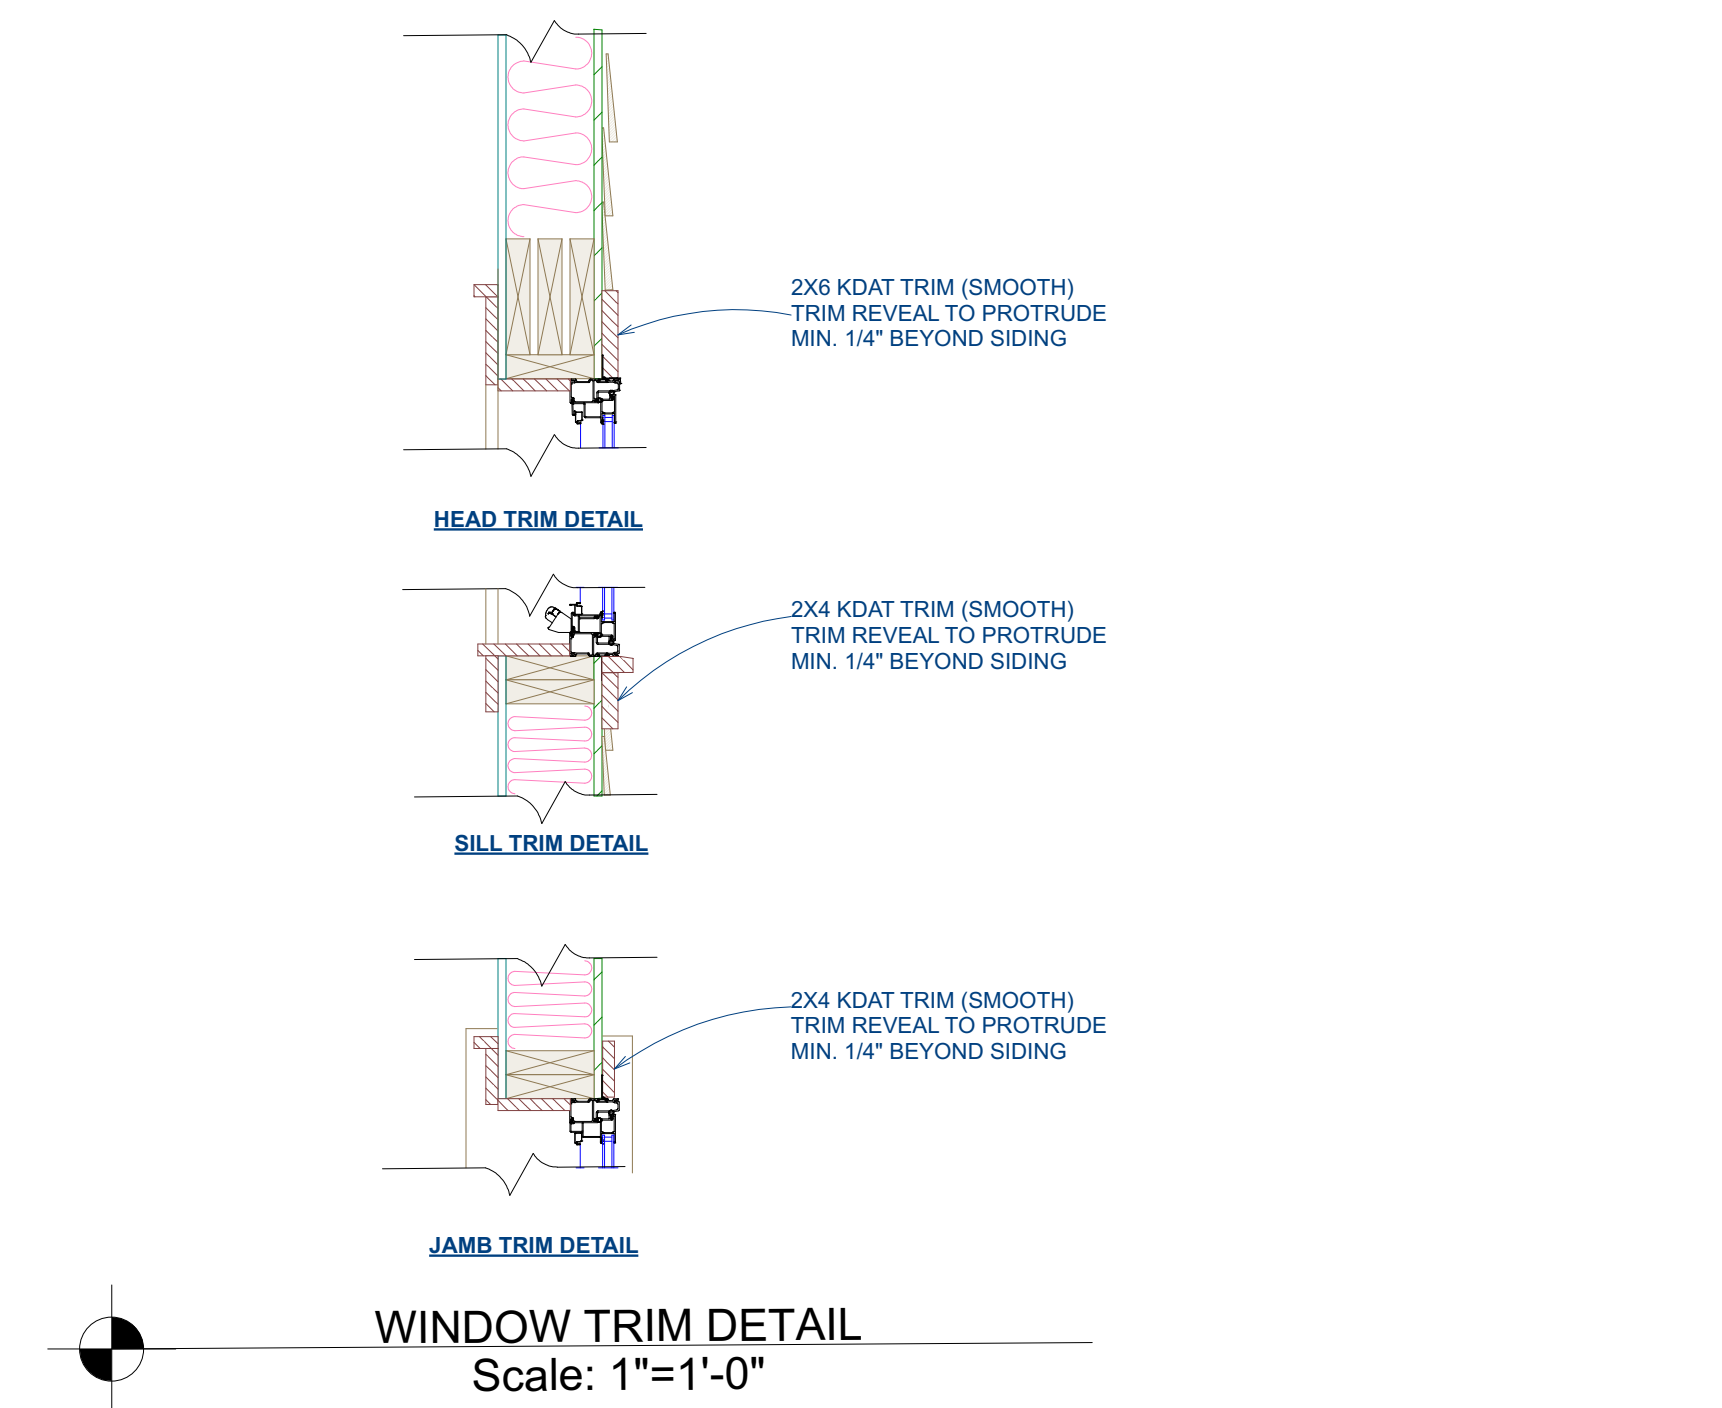 2X6 KDAT TRIM (SMOOTH)
TRIM REVEAL TO PROTRUDE
MIN. 1/4" BEYOND SIDING
HEAD TRIM DETAIL
2X4 KDAT TRIM (SMOOTH)
TRIM REVEAL TO PROTRUDE
MIN. 1/4" BEYOND SIDING
SILL TRIM DETAIL
2X4 KDAT TRIM (SMOOTH)
TRIM REVEAL TO PROTRUDE
MIN. 1/4" BEYOND SIDING
JAMB TRIM DETAIL
WINDOW TRIM DETAIL
Scale: 1"=1'-0"